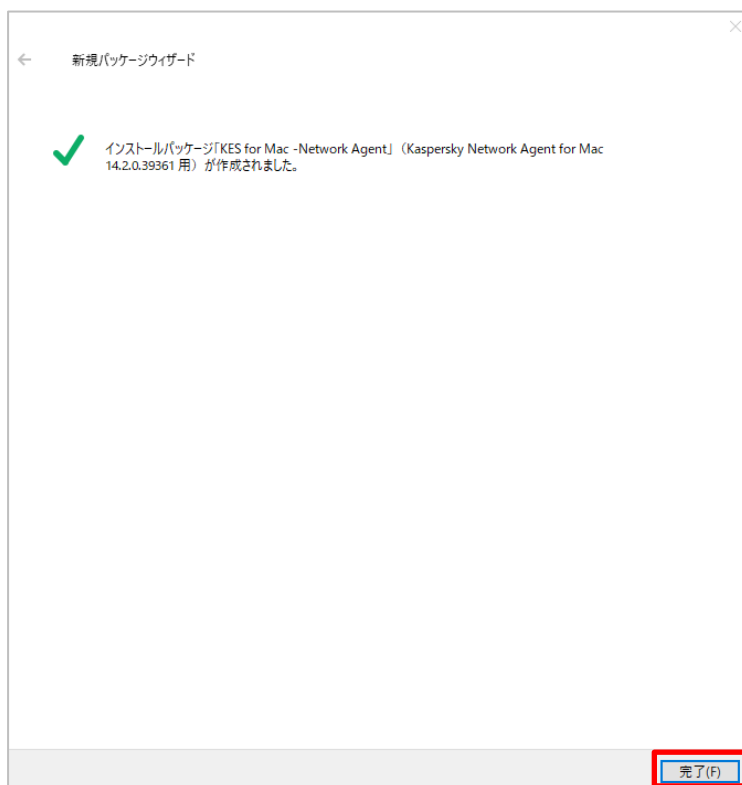 新規パッケージウィザード
インストールパッケージ「KES for Mac -Network Agent」（Kaspersky Network Agent for Mac
14.2.0.39361 用）が作成されました。
完了(F)